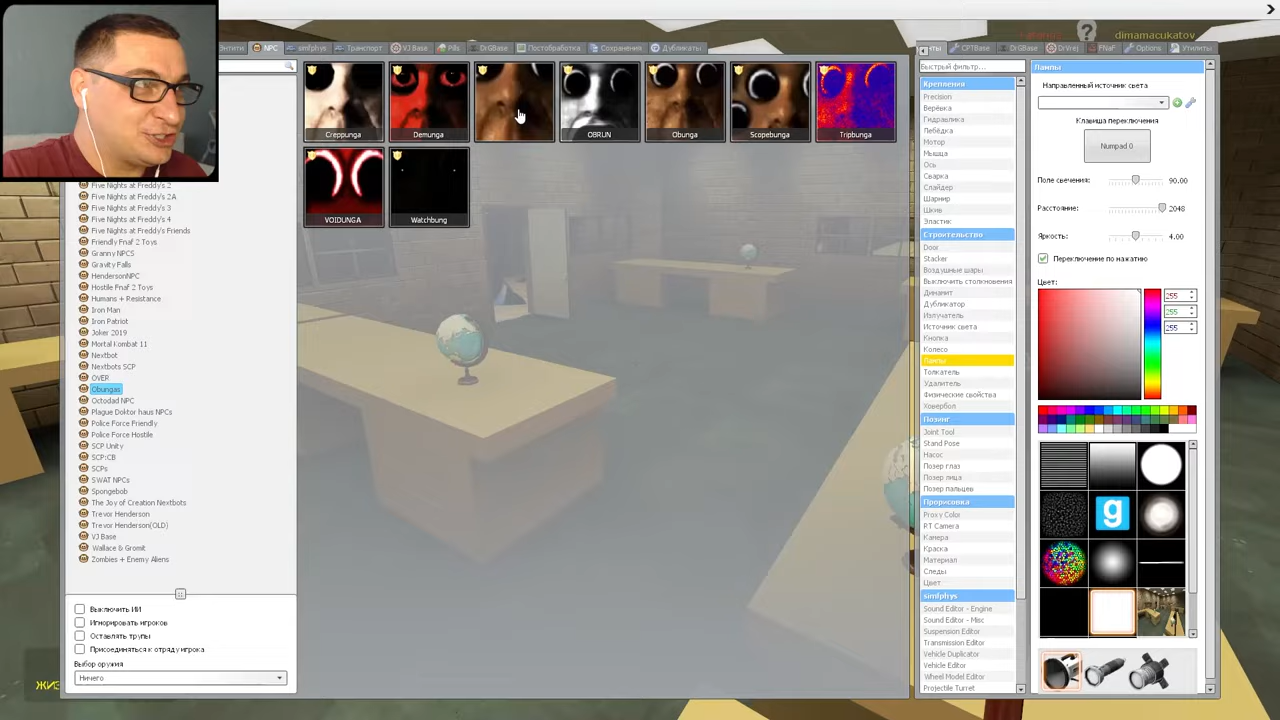 dimamacukatov
Энтити
NPC
simfphys
Транспорт
VJ Base
Pills
DrGBase
Постобработка
Сохранения
Дубликаты
CPTBase
DrGBase
DrVrej
FNaF
Options
Утилиты
Creppunga
Demunga
OBRUN
Obunga
Scopebunga
Tripbunga
VOIDUNGA
Watchbung
Five Nights at Freddy's 2
Five Nights at Freddy's 2A
Five Nights at Freddy's 3
Five Nights at Freddy's 4
Five Nights at Freddy's Friends
Friendly Fnaf 2 Toys
Granny NPCS
Gravity Falls
HendersonNPC
Hostile Fnaf 2 Toys
Humans + Resistance
Iron Man
Iron Patriot
Joker 2019
Mortal Kombat 11
Nextbot
Nextbots SCP
OVER
Obungas
Octodad NPC
Plague Doktor haus NPCs
Police Force Friendly
Police Force Hostile
SCP Unity
SCP:CB
SCPs
SWAT NPCs
Spongebob
The Joy of Creation Nextbots
Trevor Henderson
Trevor Henderson(OLD)
VJ Base
Wallace & Gromit
Zombies + Enemy Aliens
Выключить ИИ
Игнорировать игроков
Оставлять трупы
Присоединяться к отряду игрока
Выбор оружия
Ничего
Быстрый фильтр...
Крепления
Precision
Верёвка
Гидравлика
Лебёдка
Мотор
Мышца
Ось
Сварка
Слайдер
Шарнир
Шкив
Эластик
Строительство
Door
Stacker
Воздушные шары
Выключить столкновения
Динамит
Дубликатор
Излучатель
Источник света
Кнопка
Колесо
Лампы
Толкатель
Удалитель
Физические свойства
Ховербол
Позинг
Joint Tool
Stand Pose
Насос
Позер глаз
Позер лица
Позер пальцев
Прорисовка
Proxy Color
RT Camera
Камера
Краска
Материал
Следы
Цвет
simfphys
Sound Editor - Engine
Sound Editor - Misc
Suspension Editor
Transmission Editor
Vehicle Duplicator
Vehicle Editor
Wheel Model Editor
Projectile Turret
Лампы
Направленный источник света
Клавиша переключения
Numpad 0
Поле свечения: 90.00
Расстояние: 2048
Яркость: 4.00
Переключение по нажатию
Цвет:
255
255
255
g